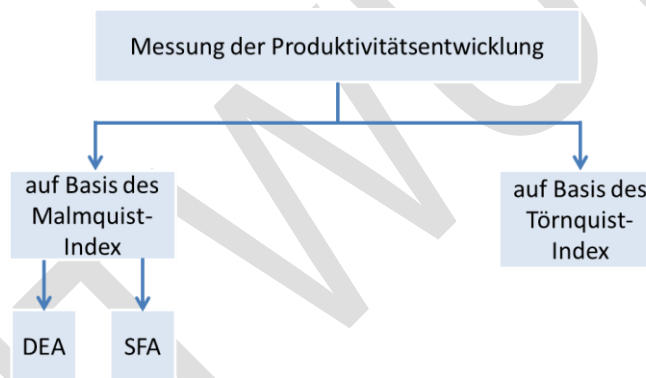 Messung der Produktivitätsentwicklung
auf Basis des
Malmquist-
Index
auf Basis des
Törnquist-
Index
DEA
SFA